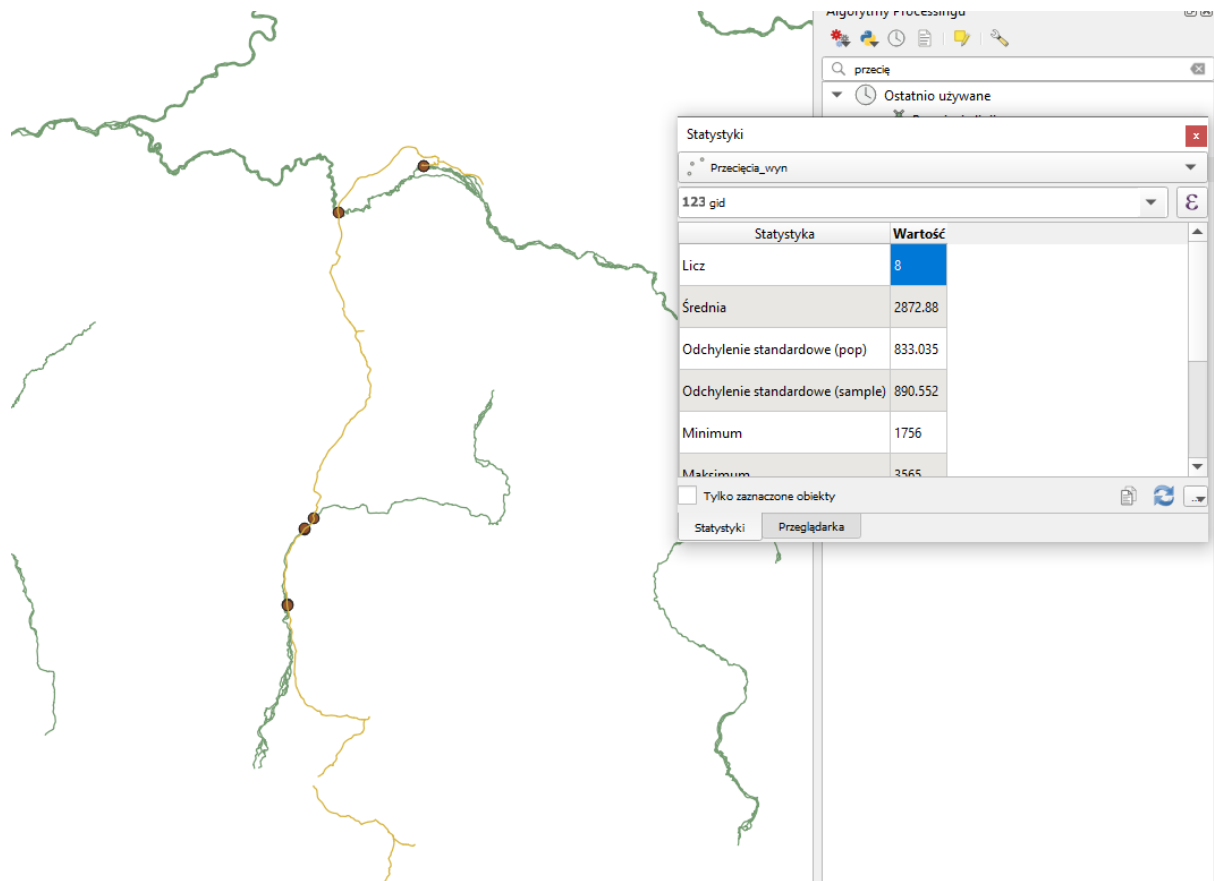 Algorytmy Processingu
przecię
Ostatnio używane
Statystyki
x
Przecięcia_wyn
123 gid
ε
Statystyka Wartość
Licz 8
Średnia 2872.88
Odchylenie standardowe (pop) 833.035
Odchylenie standardowe (sample) 890.552
Minimum 1756
Maksimum 3565
Tylko zaznaczone obiekty
Statystyki Przeglądarka